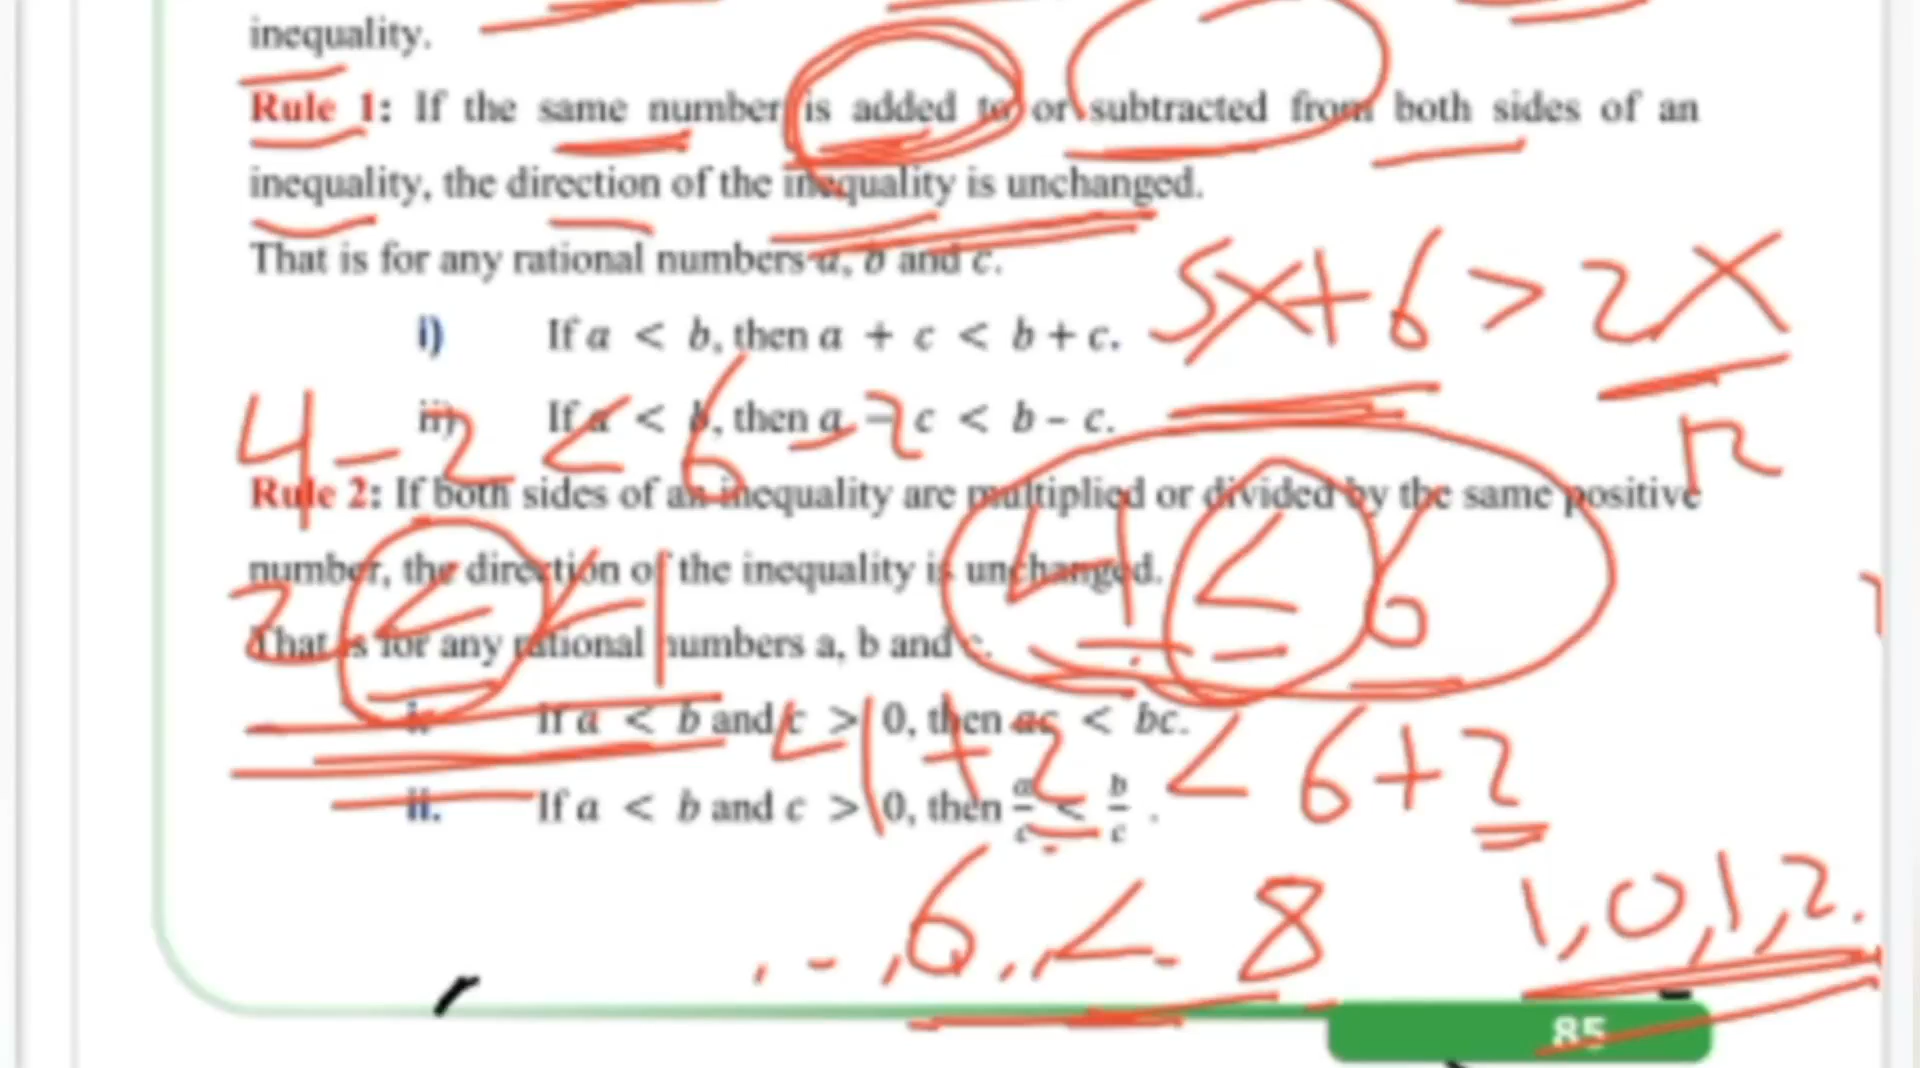 inequality.
Rule 1: If the same number is added to or subtracted from both sides of an
inequality, the direction of the inequality is unchanged.
That is for any rational numbers a, b and c.
i) If a < b, then a + c < b + c.
5x+6 > 2x
ii) If a < b, then a – c < b – c.
4 – 2 < 6 – 2
Rule 2: If both sides of an inequality are multiplied or divided by the same positive
number, the direction of the inequality is unchanged.
4 < 6
2 < 4
That is for any rational numbers a, b and c.
i. If a < b and c > 0, then ac < bc.
4 + 2 < 6 + 2
ii. If a < b and c > 0, then a/c < b/c .
6 < 8
1, 0, 1, 2.
85